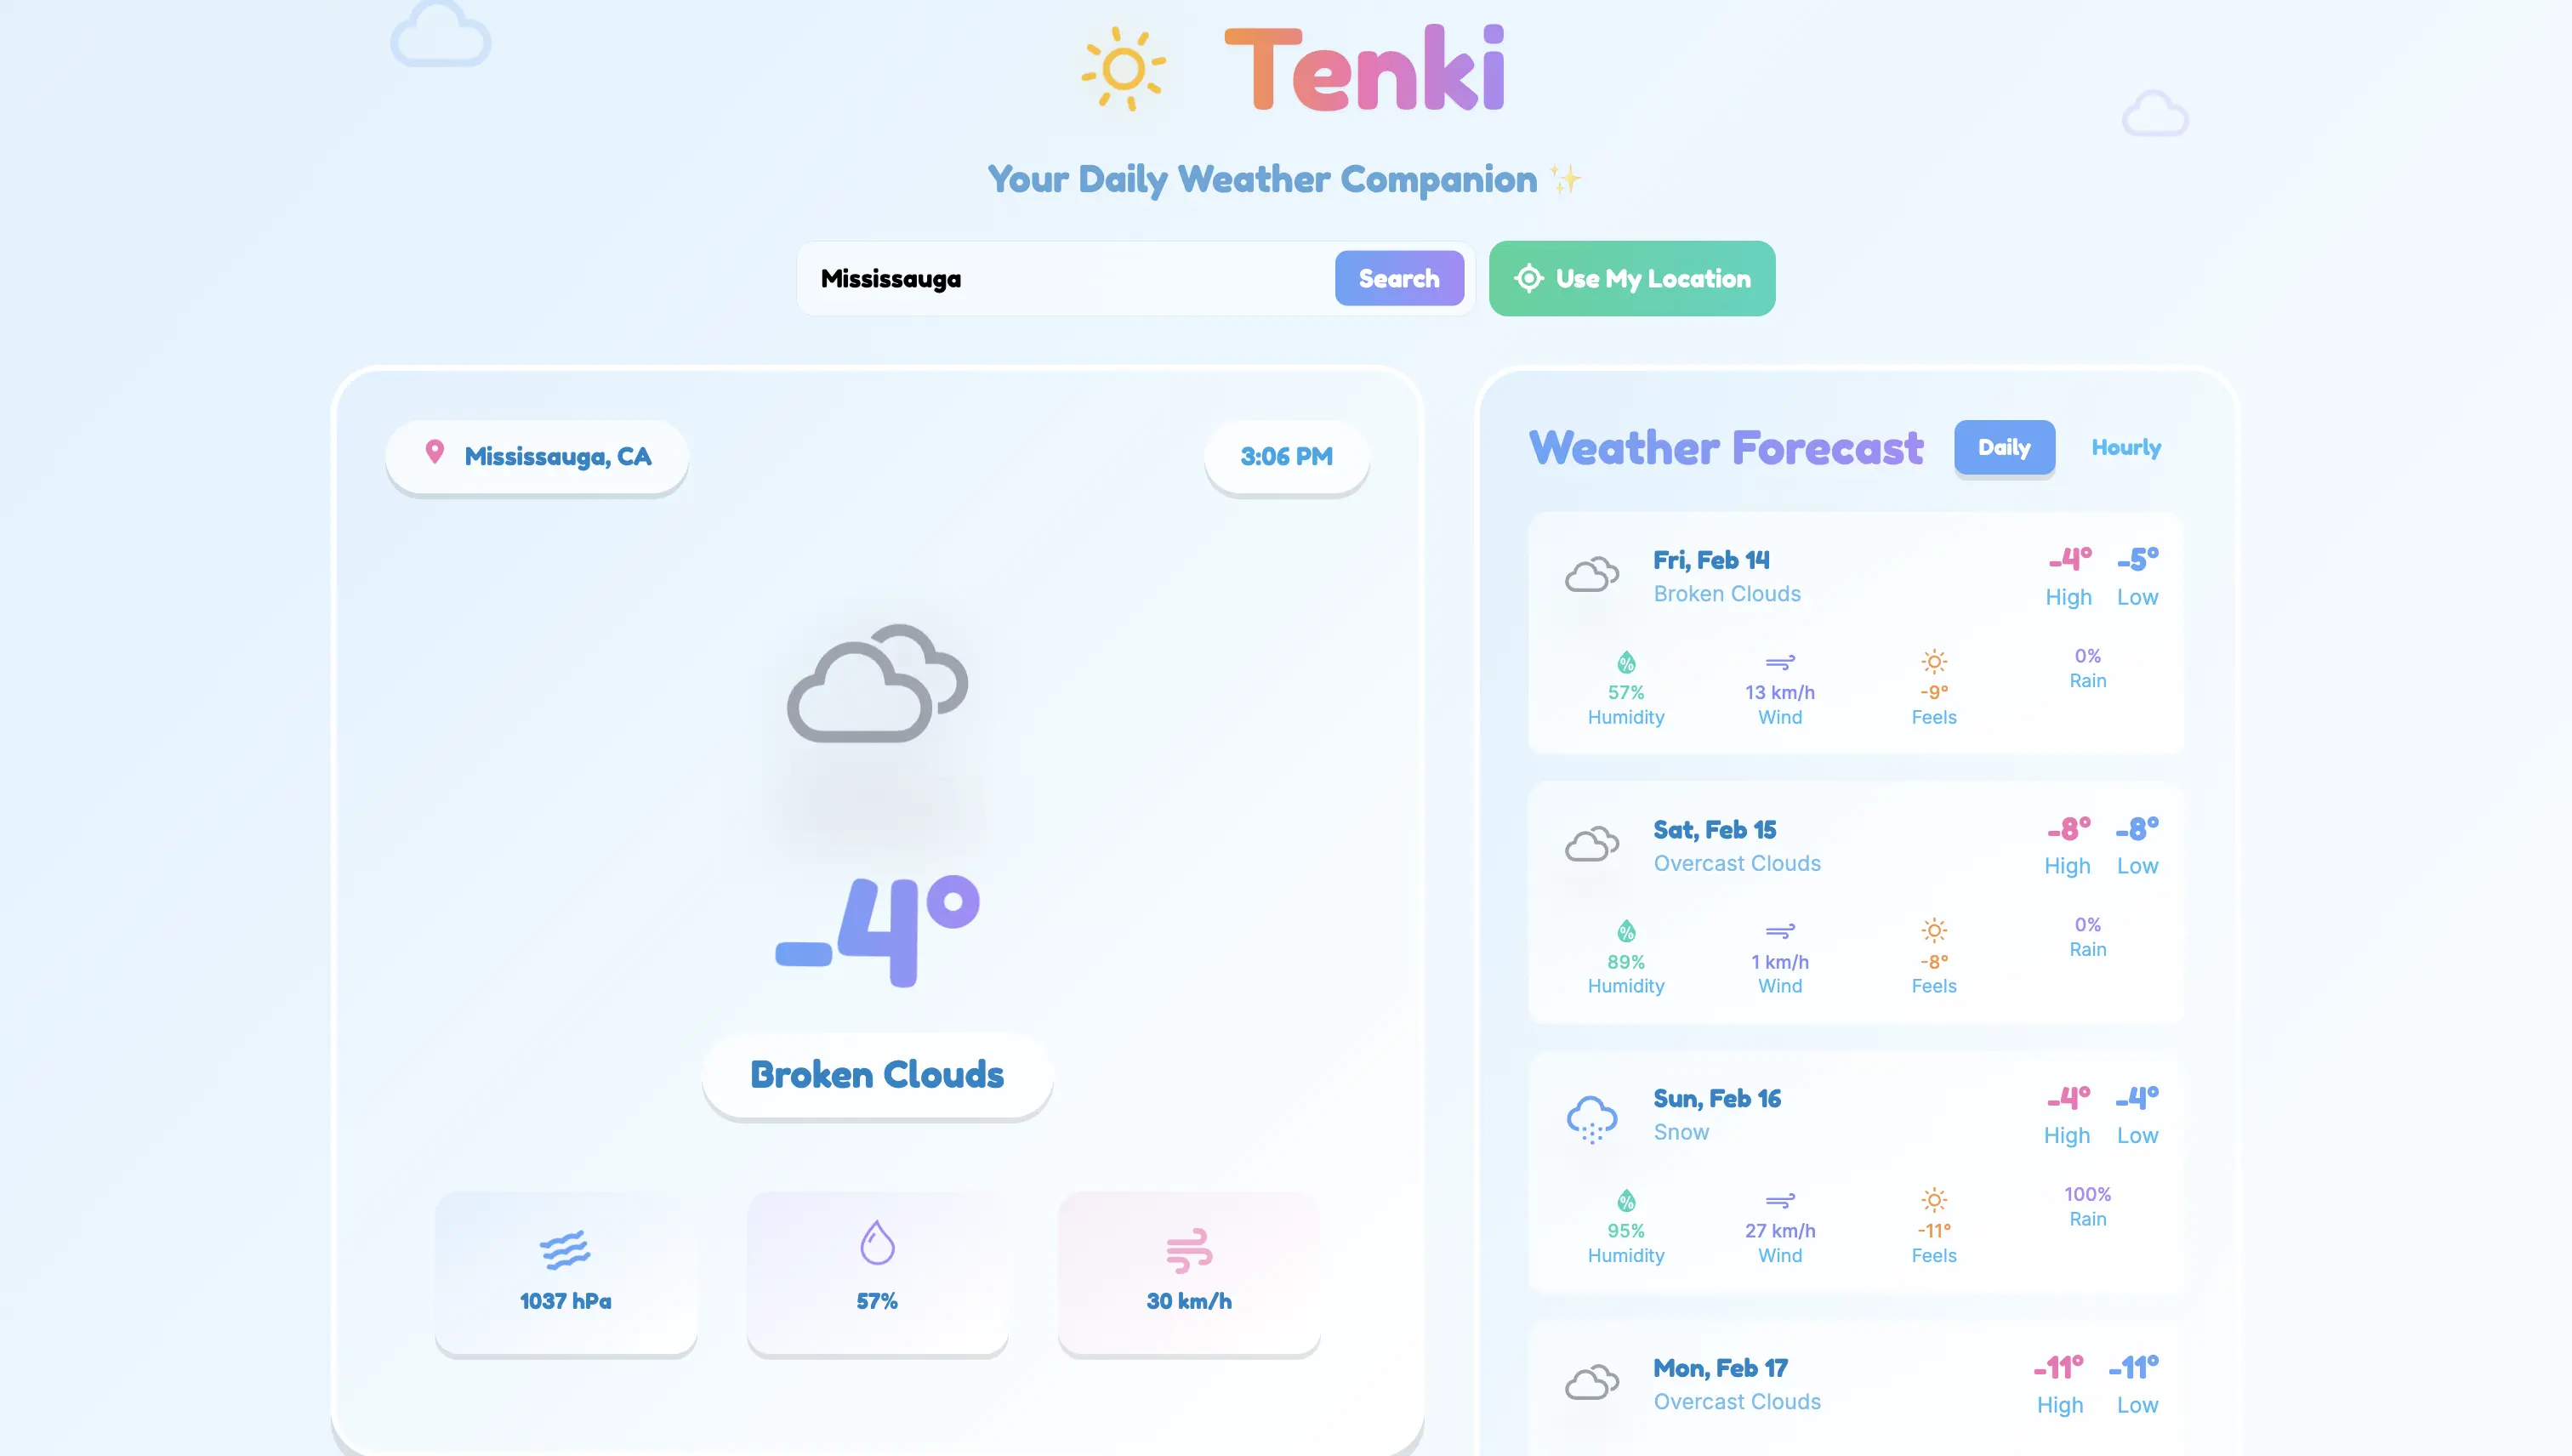 Tenki
Your Daily Weather Companion ✨
Mississauga
Search
Use My Location
Mississauga, CA
3:06 PM
-4°
Broken Clouds
1037 hPa
57%
30 km/h
Weather Forecast
Daily
Hourly
Fri, Feb 14
Broken Clouds
-4° -5°
High Low
57%
Humidity
13 km/h
Wind
-9°
Feels
0%
Rain
Sat, Feb 15
Overcast Clouds
-8° -8°
High Low
89%
Humidity
1 km/h
Wind
-8°
Feels
0%
Rain
Sun, Feb 16
Snow
-4° -4°
High Low
95%
Humidity
27 km/h
Wind
-11°
Feels
100%
Rain
Mon, Feb 17
Overcast Clouds
-11° -11°
High Low